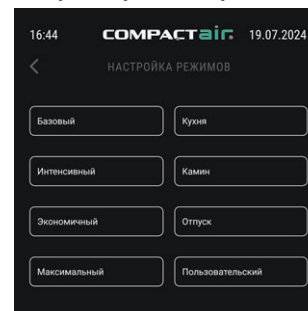 16:44 COMPACTair. 19.07.2024
НАСТРОЙКА РЕЖИМОВ
Базовый Кухня
Интенсивный Камин
Экономичный Отпуск
Максимальный Пользовательский